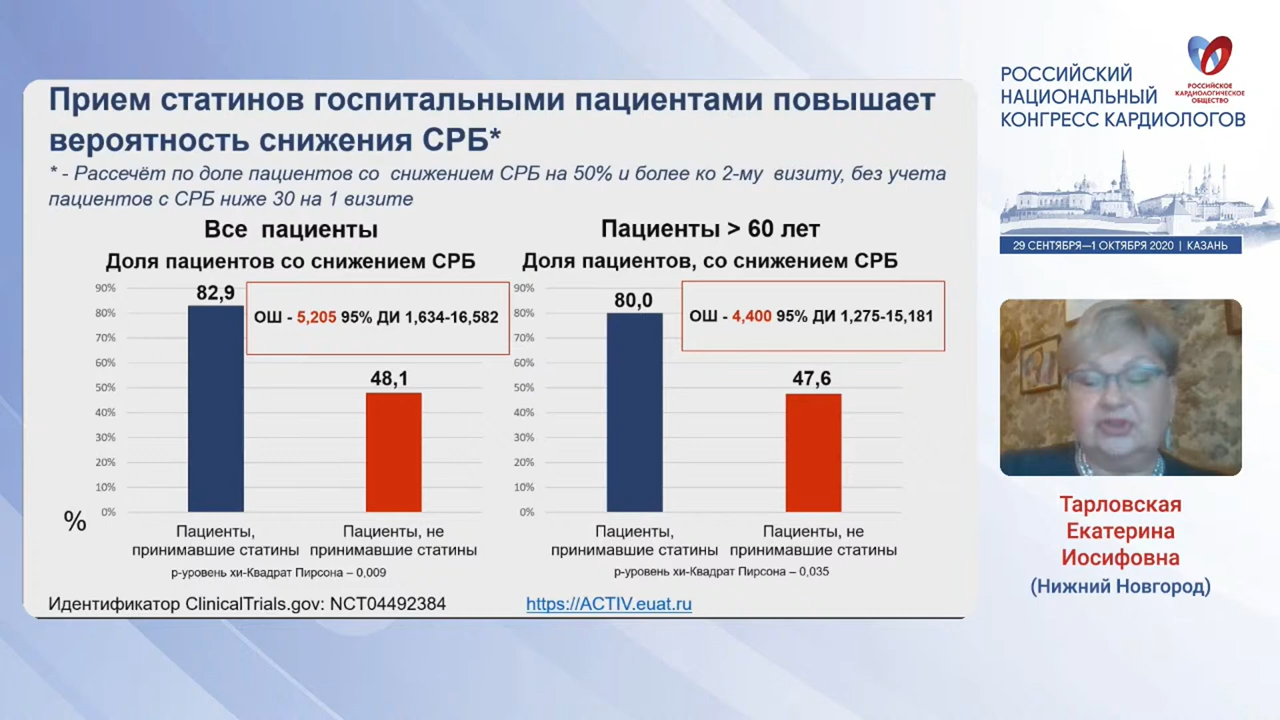 Прием статинов госпитальными пациентами повышает
вероятность снижения СРБ*
* - Рассечёт по доле пациентов со снижением СРБ на 50% и более ко 2-му визиту, без учета
пациентов с СРБ ниже 30 на 1 визите
Все пациенты
Доля пациентов со снижением СРБ
90%
80%
70%
60%
50%
40%
30%
20%
10%
0%
%
82,9
48,1
ОШ - 5,205 95% ДИ 1,634-16,582
Пациенты,
принимавшие статины
Пациенты, не
принимавшие статины
р-уровень хи-Квадрат Пирсона – 0,009
Пациенты > 60 лет
Доля пациентов, со снижением СРБ
90%
80%
70%
60%
50%
40%
30%
20%
10%
0%
80,0
47,6
ОШ - 4,400 95% ДИ 1,275-15,181
Пациенты,
принимавшие статины
Пациенты, не
принимавшие статины
р-уровень хи-Квадрат Пирсона – 0,035
Идентификатор ClinicalTrials.gov: NCT04492384
https://ACTIV.euat.ru
РОССИЙСКИЙ
НАЦИОНАЛЬНЫЙ
КОНГРЕСС КАРДИОЛОГОВ
РОССИЙСКОЕ
КАРДИОЛОГИЧЕСКОЕ
ОБЩЕСТВО
29 СЕНТЯБРЯ—1 ОКТЯБРЯ 2020 | КАЗАНЬ
Тарловская
Екатерина
Иосифовна
(Нижний Новгород)